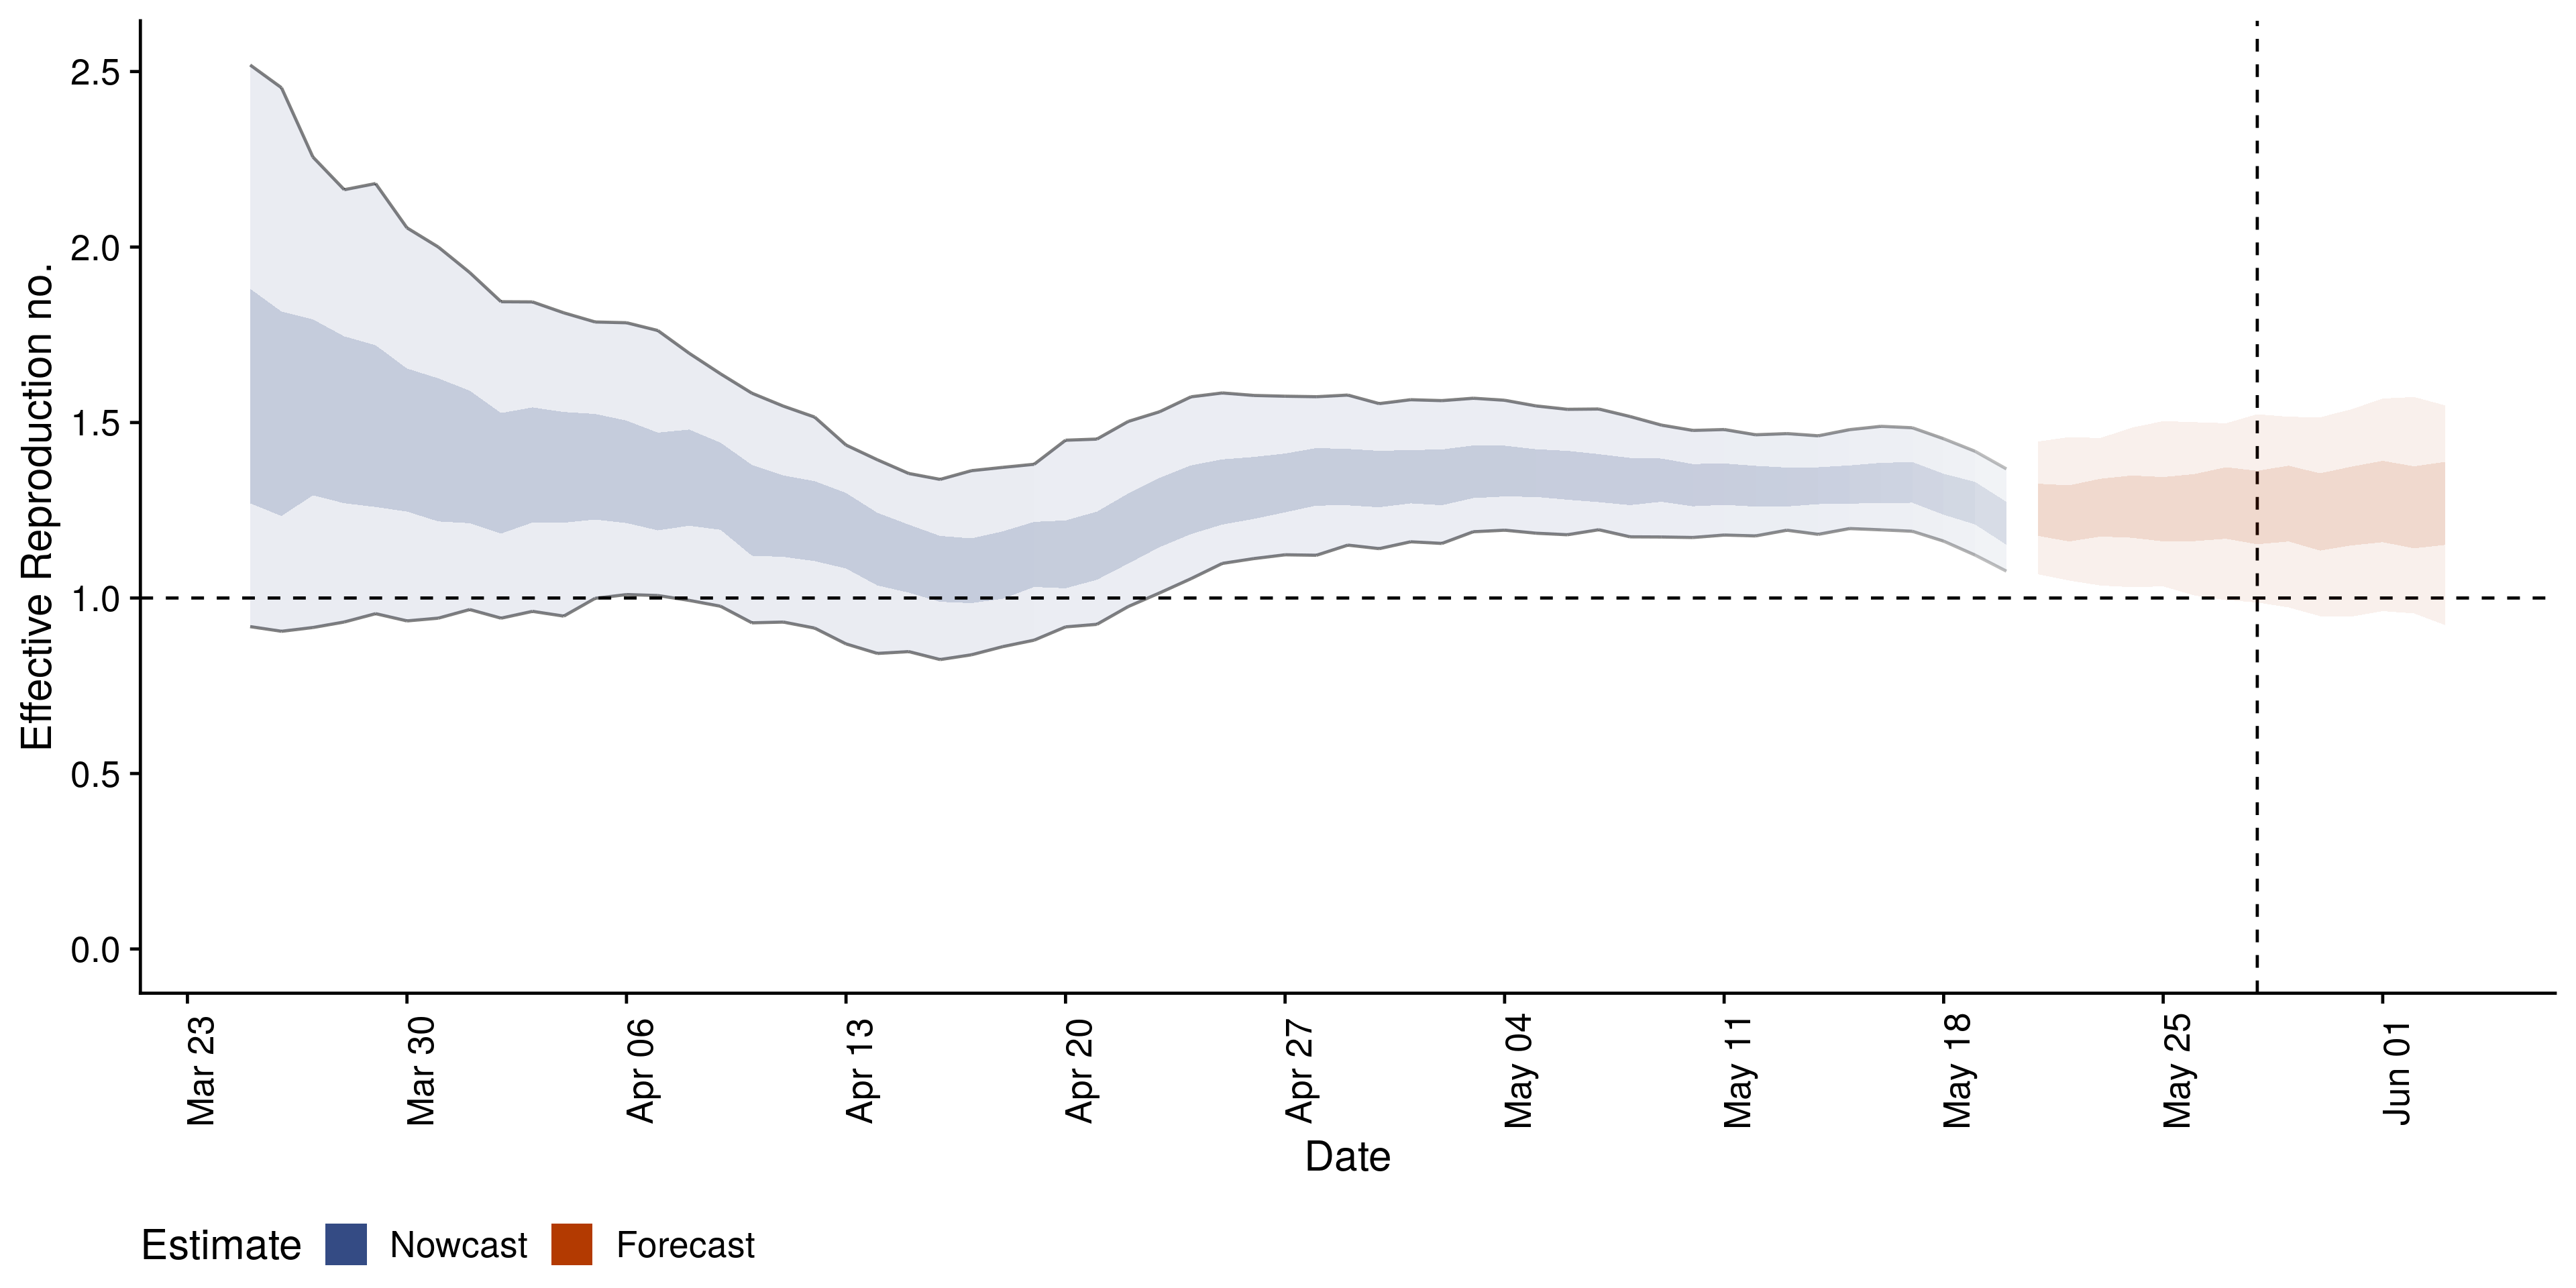 Effective Reproduction no.
2.5
2.0
1.5
1.0
0.5
0.0
Mar 23
Mar 30
Apr 06
Apr 13
Apr 20
Apr 27
May 04
May 11
May 18
May 25
Jun 01
Date
Estimate Nowcast Forecast